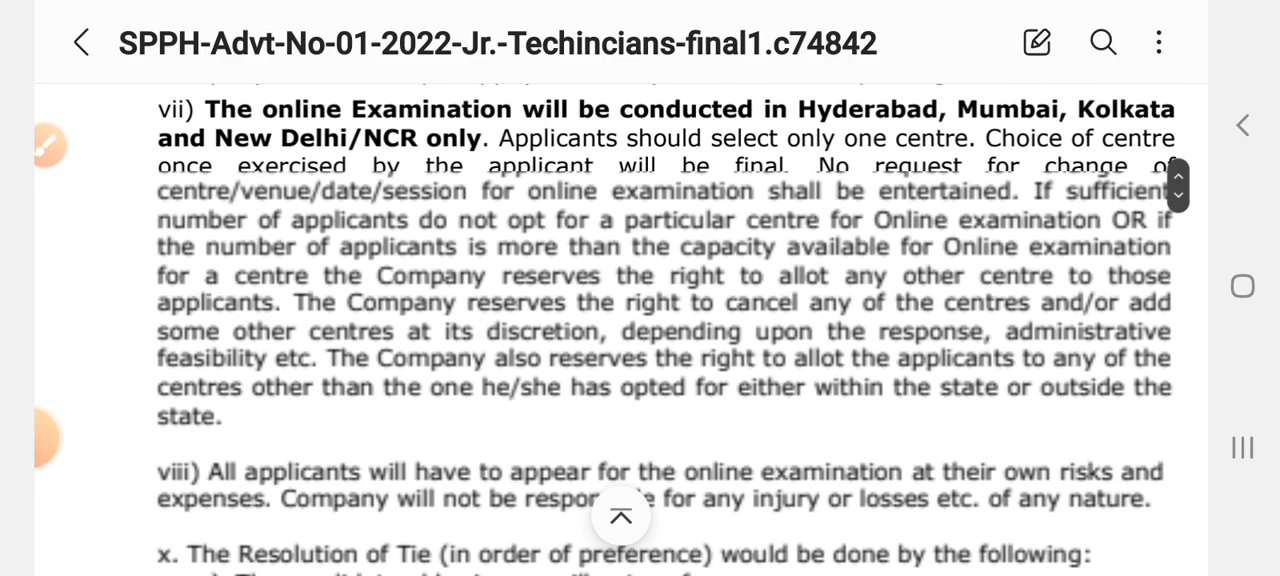 SPPH-Advt-No-01-2022-Jr.-Techincians-final1.c74842
vii) The online Examination will be conducted in Hyderabad, Mumbai, Kolkata
and New Delhi/NCR only. Applicants should select only one centre. Choice of centre
once exercised by the applicant will be final. No request for change of
centre/venue/date/session for online examination shall be entertained. If sufficient
number of applicants do not opt for a particular centre for Online examination OR if
the number of applicants is more than the capacity available for Online examination
for a centre the Company reserves the right to allot any other centre to those
applicants. The Company reserves the right to cancel any of the centres and/or add
some other centres at its discretion, depending upon the response, administrative
feasibility etc. The Company also reserves the right to allot the applicants to any of the
centres other than the one he/she has opted for either within the state or outside the
state.
viii) All applicants will have to appear for the online examination at their own risks and
expenses. Company will not be for any injury or losses etc. of any nature.
x. The Resolution of Tie (in order of preference) would be done by the following: